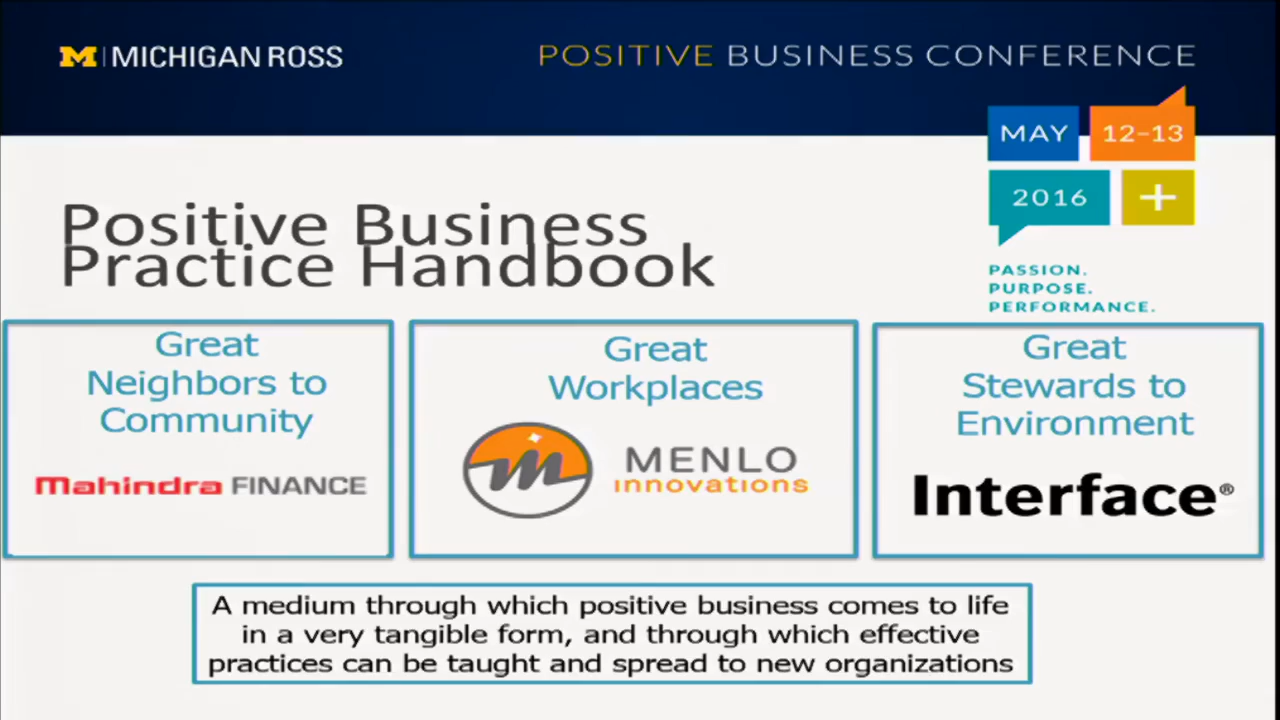 M | MICHIGAN ROSS
POSITIVE BUSINESS CONFERENCE
MAY 12-13
2016 +
PASSION.
PURPOSE.
PERFORMANCE.
Positive Business
Practice Handbook
Great
Neighbors to
Community
Mahindra FINANCE
Great
Workplaces
m MENLO
innovations
Great
Stewards to
Environment
Interface®
A medium through which positive business comes to life
in a very tangible form, and through which effective
practices can be taught and spread to new organizations